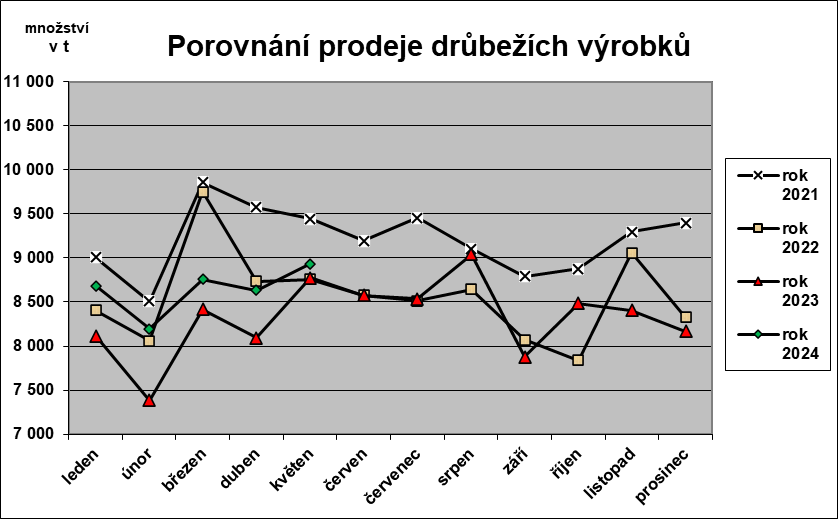 množství
v t
Porovnání prodeje drůbežích výrobků
11 000
10 500
10 000
9 500
9 000
8 500
8 000
7 500
7 000
leden
únor
březen
duben
květen
červen
červenec
srpen
září
říjen
listopad
prosinec
rok
2021
rok
2022
rok
2023
rok
2024